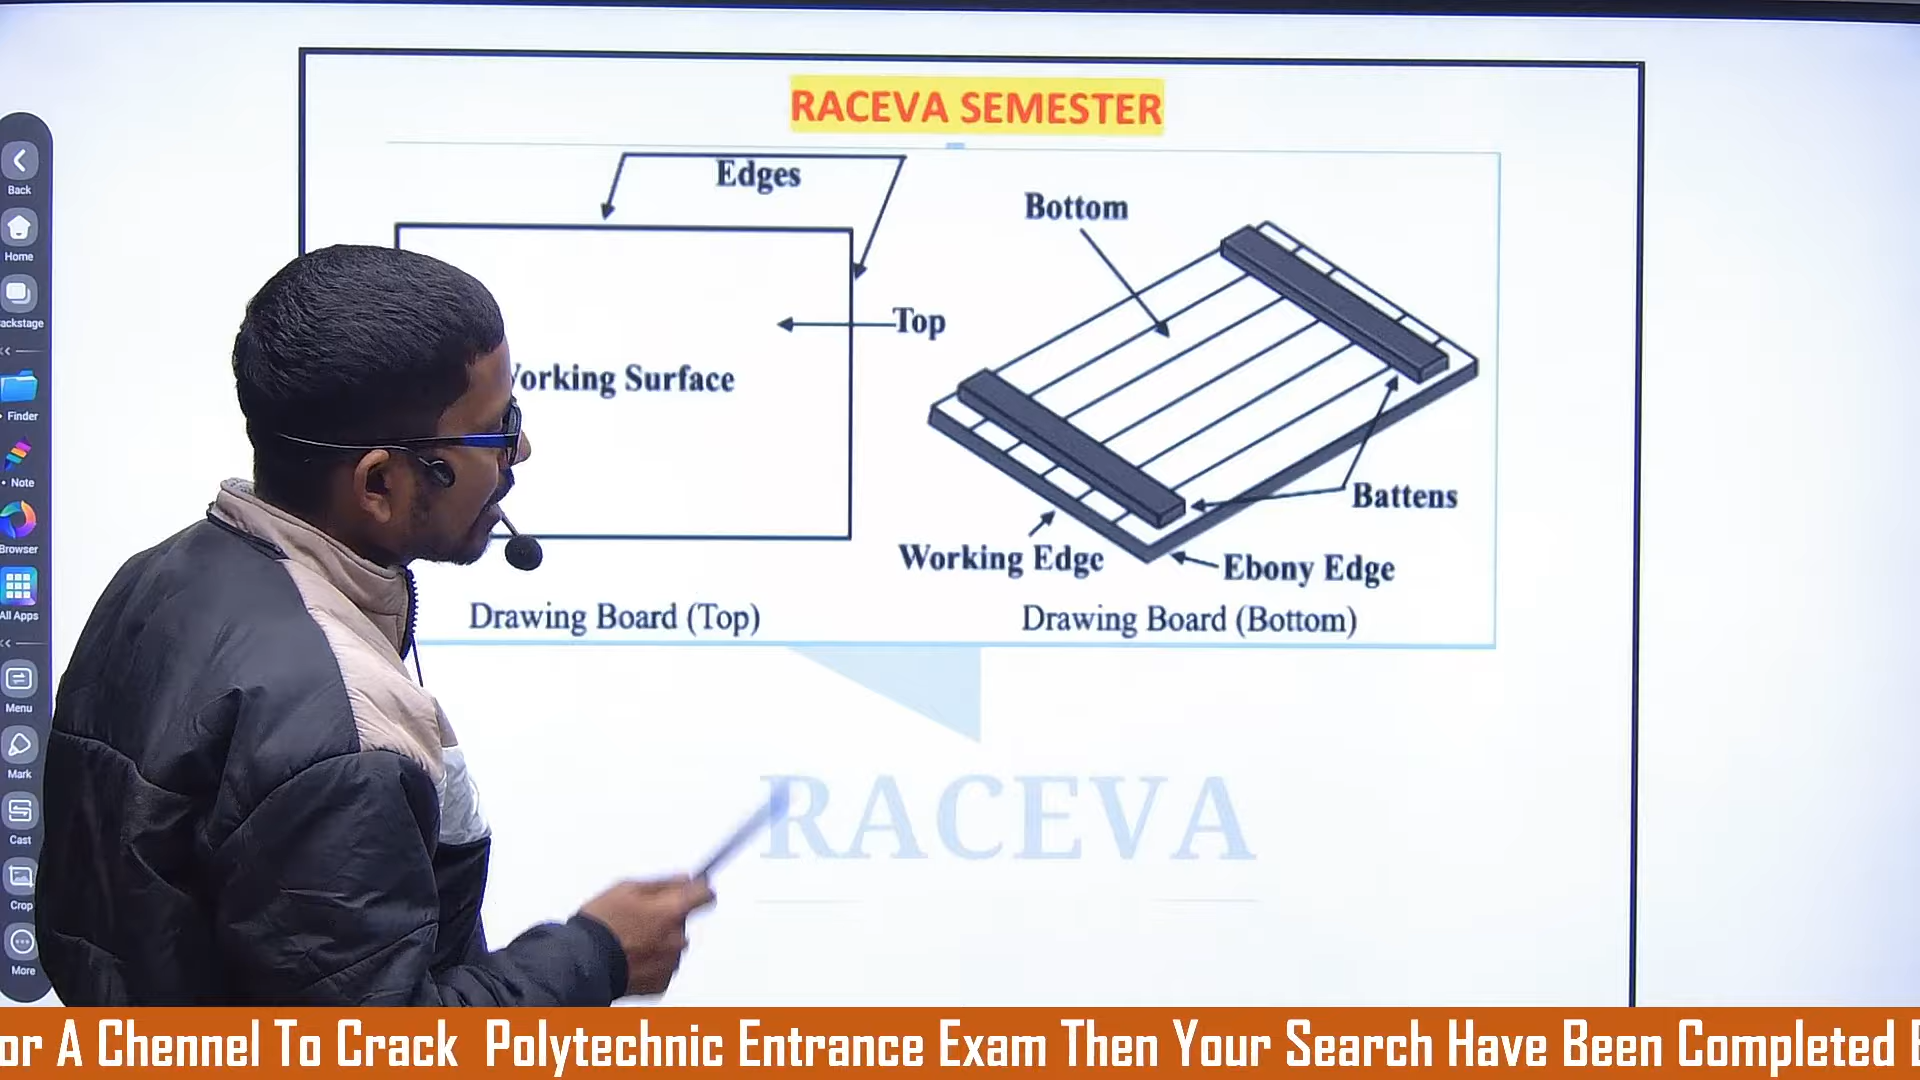 RACEVA SEMESTER
Edges
Bottom
Top
Working Surface
Battens
Working Edge
Ebony Edge
Drawing Board (Top)
Drawing Board (Bottom)
RACEVA
Back
Home
ackstage
Finder
Note
Browser
All Apps
Menu
Mark
Cast
Crop
More
or A Chennel To Crack Polytechnic Entrance Exam Then Your Search Have Been Completed